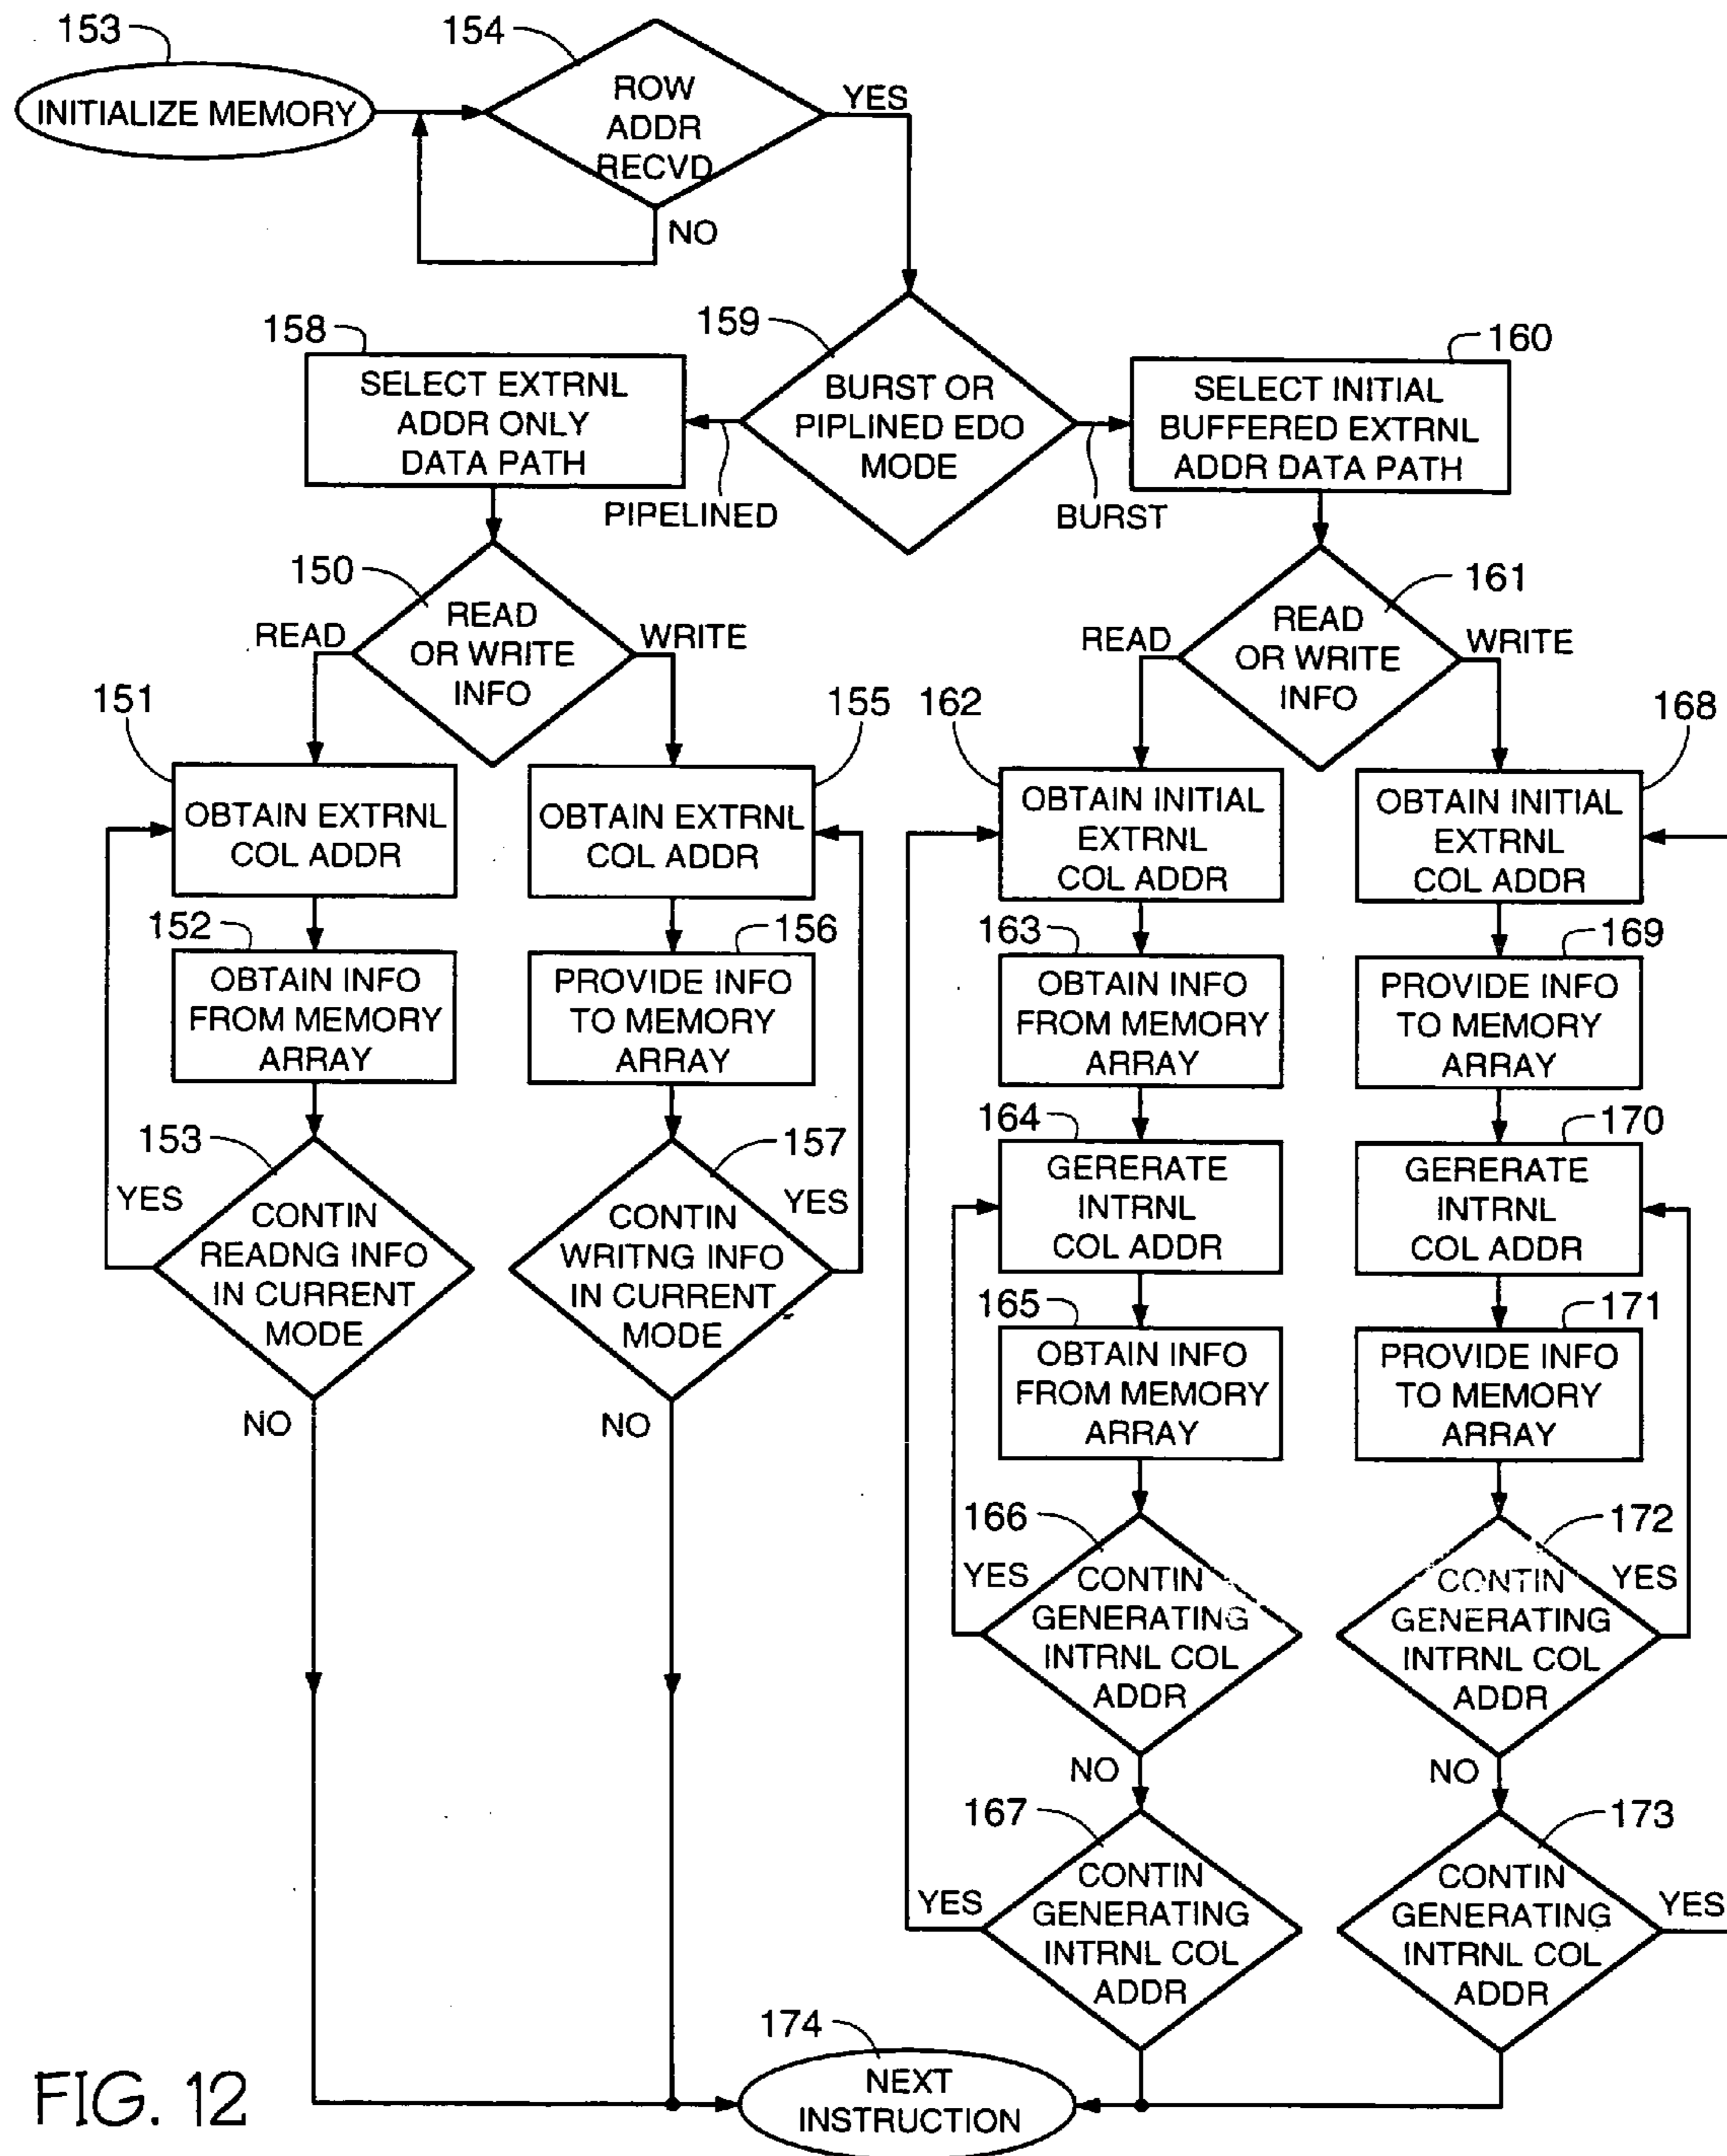 153
INITIALIZE MEMORY
154
ROW
ADDR
RECVD
YES
NO
158
SELECT EXTRNL
ADDR ONLY
DATA PATH
159
BURST OR
PIPLINED EDO
MODE
160
SELECT INITIAL
BUFFERED EXTRNL
ADDR DATA PATH
PIPELINED
BURST
150
READ
OR WRITE
INFO
READ
WRITE
161
READ
OR WRITE
INFO
READ
WRITE
151
OBTAIN EXTRNL
COL ADDR
152
OBTAIN INFO
FROM MEMORY
ARRAY
153
CONTIN
READNG INFO
IN CURRENT
MODE
YES
NO
155
OBTAIN EXTRNL
COL ADDR
156
PROVIDE INFO
TO MEMORY
ARRAY
157
CONTIN
WRITNG INFO
IN CURRENT
MODE
YES
NO
162
OBTAIN INITIAL
EXTRNL
COL ADDR
163
OBTAIN INFO
FROM MEMORY
ARRAY
164
GERERATE
INTRNL
COL ADDR
165
OBTAIN INFO
FROM MEMORY
ARRAY
166
CONTIN
GENERATING
INTRNL COL
ADDR
YES
NO
167
CONTIN
GENERATING
INTRNL COL
ADDR
YES
168
OBTAIN INITIAL
EXTRNL
COL ADDR
169
PROVIDE INFO
TO MEMORY
ARRAY
170
GERERATE
INTRNL
COL ADDR
171
PROVIDE INFO
TO MEMORY
ARRAY
172
CONTIN
GENERATING
INTRNL COL
ADDR
YES
NO
173
CONTIN
GENERATING
INTRNL COL
ADDR
YES
174
NEXT
INSTRUCTION
FIG. 12